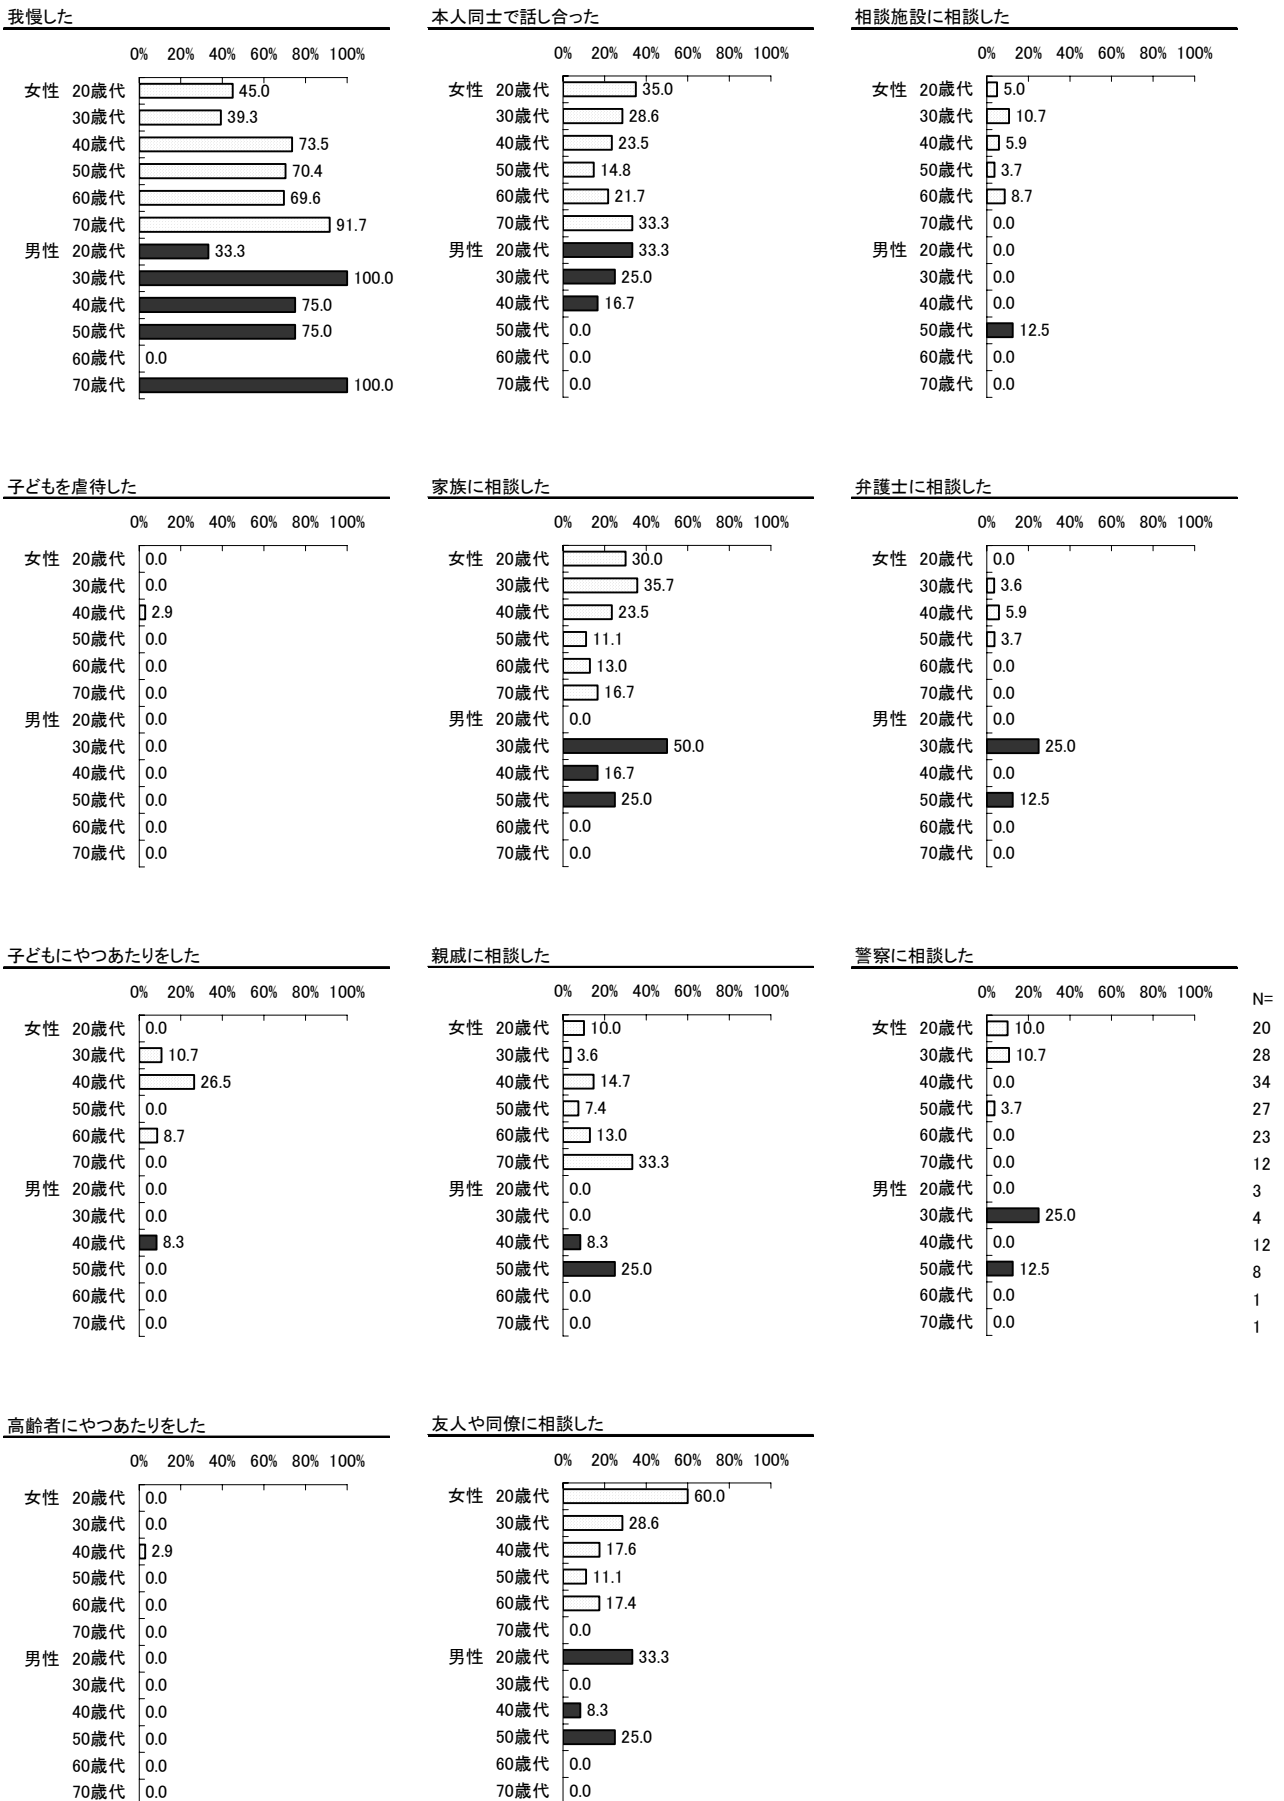 我慢した
0% 20% 40% 60% 80% 100%
女性 20歳代 45.0
30歳代 39.3
40歳代 73.5
50歳代 70.4
60歳代 69.6
70歳代 91.7
男性 20歳代 33.3
30歳代 100.0
40歳代 75.0
50歳代 75.0
60歳代 0.0
70歳代 100.0
本人同士で話し合った
0% 20% 40% 60% 80% 100%
女性 20歳代 35.0
30歳代 28.6
40歳代 23.5
50歳代 14.8
60歳代 21.7
70歳代 33.3
男性 20歳代 33.3
30歳代 25.0
40歳代 16.7
50歳代 0.0
60歳代 0.0
70歳代 0.0
相談施設に相談した
0% 20% 40% 60% 80% 100%
女性 20歳代 5.0
30歳代 10.7
40歳代 5.9
50歳代 3.7
60歳代 8.7
70歳代 0.0
男性 20歳代 0.0
30歳代 0.0
40歳代 0.0
50歳代 12.5
60歳代 0.0
70歳代 0.0
子どもを虐待した
0% 20% 40% 60% 80% 100%
女性 20歳代 0.0
30歳代 0.0
40歳代 2.9
50歳代 0.0
60歳代 0.0
70歳代 0.0
男性 20歳代 0.0
30歳代 0.0
40歳代 0.0
50歳代 0.0
60歳代 0.0
70歳代 0.0
家族に相談した
0% 20% 40% 60% 80% 100%
女性 20歳代 30.0
30歳代 35.7
40歳代 23.5
50歳代 11.1
60歳代 13.0
70歳代 16.7
男性 20歳代 0.0
30歳代 50.0
40歳代 16.7
50歳代 25.0
60歳代 0.0
70歳代 0.0
弁護士に相談した
0% 20% 40% 60% 80% 100%
女性 20歳代 0.0
30歳代 3.6
40歳代 5.9
50歳代 3.7
60歳代 0.0
70歳代 0.0
男性 20歳代 0.0
30歳代 25.0
40歳代 0.0
50歳代 12.5
60歳代 0.0
70歳代 0.0
子どもにやつあたりをした
0% 20% 40% 60% 80% 100%
女性 20歳代 0.0
30歳代 10.7
40歳代 26.5
50歳代 0.0
60歳代 8.7
70歳代 0.0
男性 20歳代 0.0
30歳代 0.0
40歳代 8.3
50歳代 0.0
60歳代 0.0
70歳代 0.0
親戚に相談した
0% 20% 40% 60% 80% 100%
女性 20歳代 10.0
30歳代 3.6
40歳代 14.7
50歳代 7.4
60歳代 13.0
70歳代 33.3
男性 20歳代 0.0
30歳代 0.0
40歳代 8.3
50歳代 25.0
60歳代 0.0
70歳代 0.0
警察に相談した
0% 20% 40% 60% 80% 100% N=
女性 20歳代 10.0 20
30歳代 10.7 28
40歳代 0.0 34
50歳代 3.7 27
60歳代 0.0 23
70歳代 0.0 12
男性 20歳代 0.0 3
30歳代 25.0 4
40歳代 0.0 12
50歳代 12.5 8
60歳代 0.0 1
70歳代 0.0 1
高齢者にやつあたりをした
0% 20% 40% 60% 80% 100%
女性 20歳代 0.0
30歳代 0.0
40歳代 2.9
50歳代 0.0
60歳代 0.0
70歳代 0.0
男性 20歳代 0.0
30歳代 0.0
40歳代 0.0
50歳代 0.0
60歳代 0.0
70歳代 0.0
友人や同僚に相談した
0% 20% 40% 60% 80% 100%
女性 20歳代 60.0
30歳代 28.6
40歳代 17.6
50歳代 11.1
60歳代 17.4
70歳代 0.0
男性 20歳代 33.3
30歳代 0.0
40歳代 8.3
50歳代 25.0
60歳代 0.0
70歳代 0.0